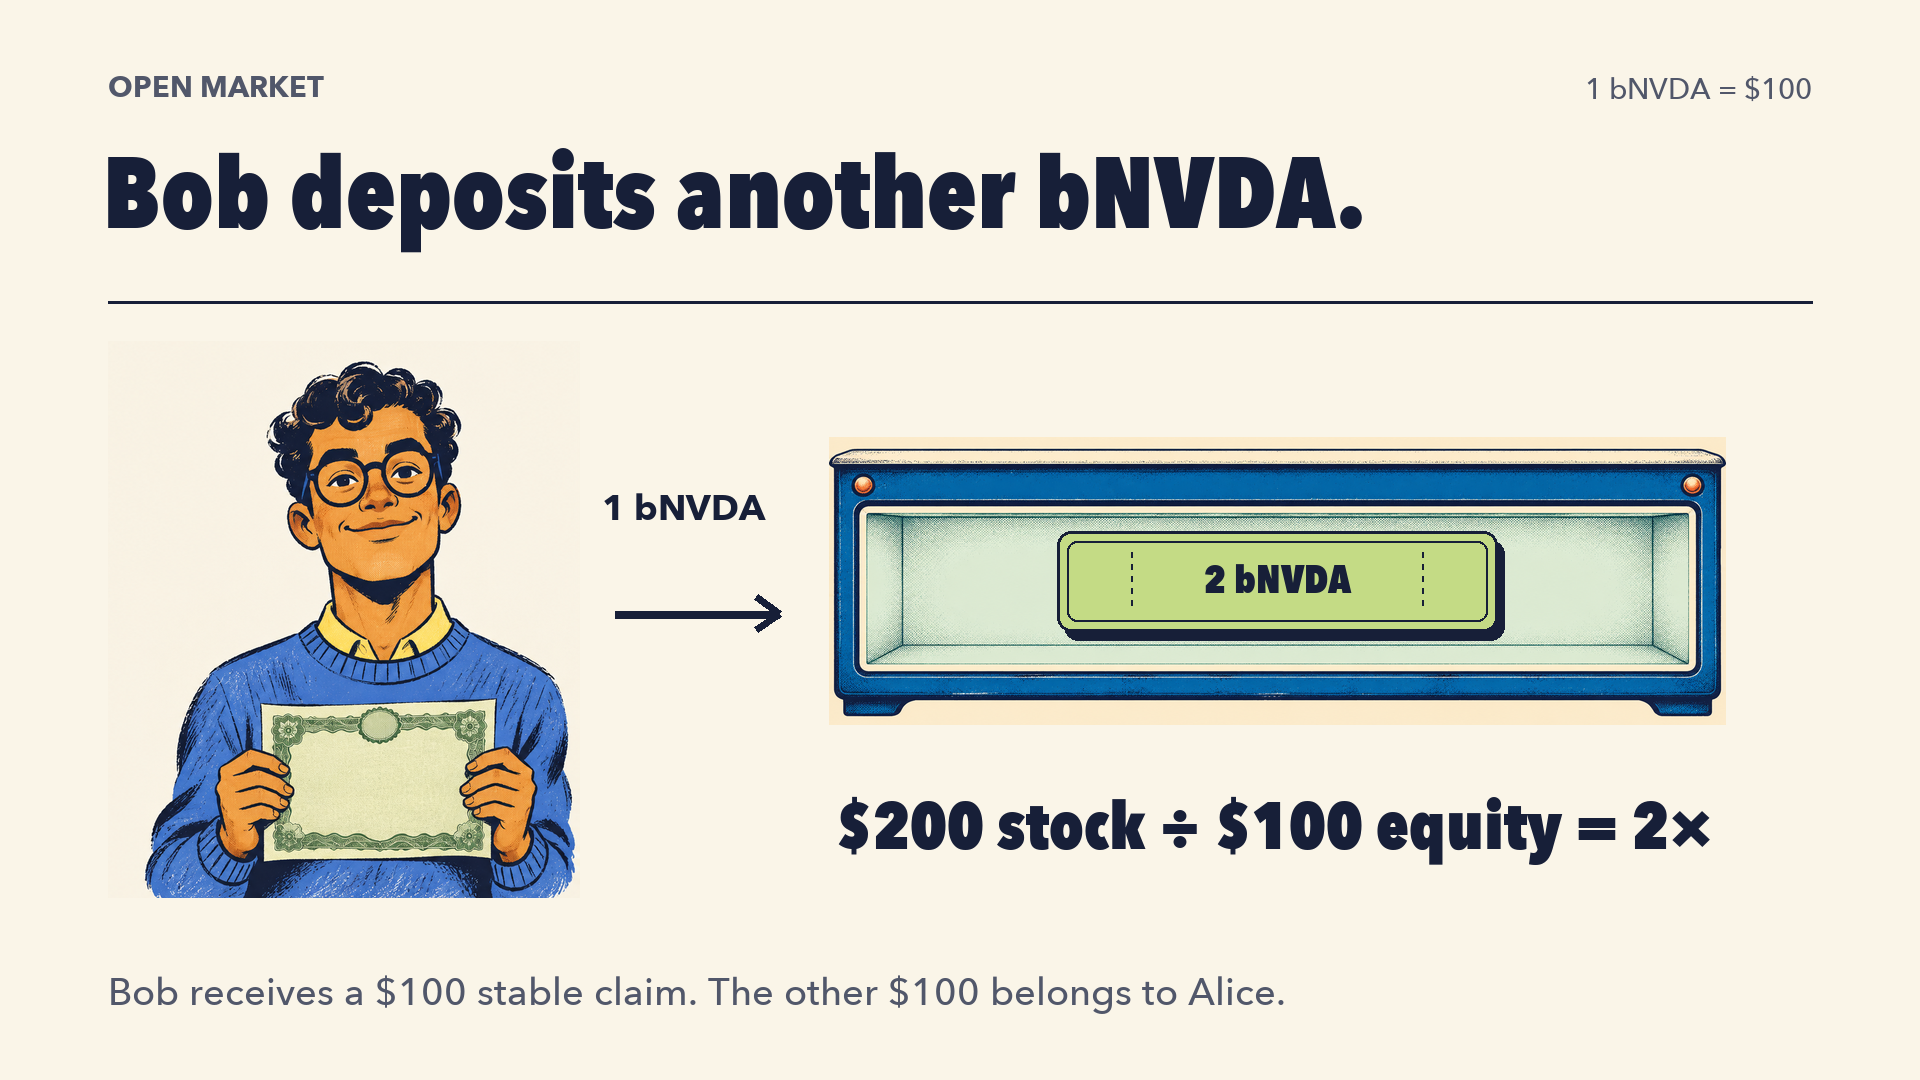 OPEN MARKET
1 bNVDA = $100
Bob deposits another bNVDA.
1 bNVDA
2 bNVDA
$200 stock ÷ $100 equity = 2×
Bob receives a $100 stable claim. The other $100 belongs to Alice.